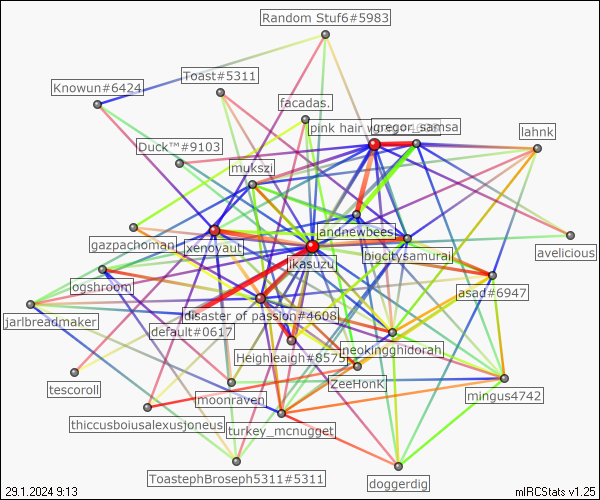 Random Stuf6#5983
Toast#5311
Knowun#6424
facadas.
pink hair
gregor_samsa
lahnk
Duck™#9103
mukszi
andnewbees
gazpachoman
xenoyaut
bigcitysamurai
avelicious
ikasuzu
ogshroom
asad#6947
jarlbreadmaker
disaster of passion#4608
default#0617
neokingghidorah
Heighleaigh#8575
tescoroll
moonraven
ZeeHonK
mingus4742
thiccusboiusalexusjoneus
turkey_mcnugget
ToastephBroseph5311#5311
doggerdig
29.1.2024 9:13
mIRCStats v1.25